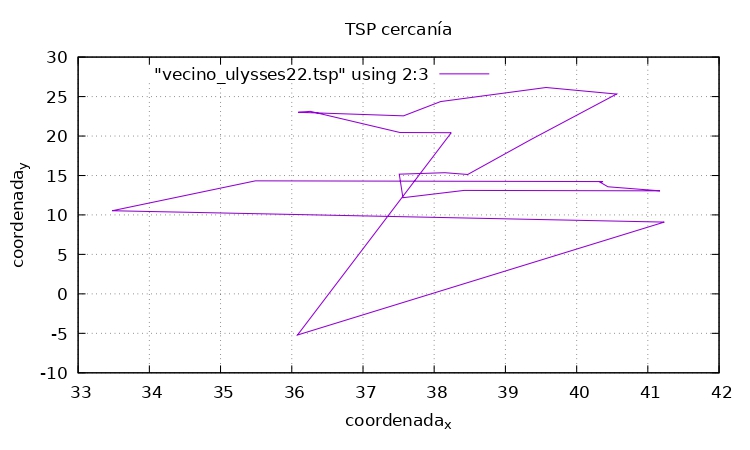 TSP cercanía
"vecino_ulysses22.tsp" using 2:3
30
25
20
15
10
5
0
-5
-10
coordenada_y
33 34 35 36 37 38 39 40 41 42
coordenada_x